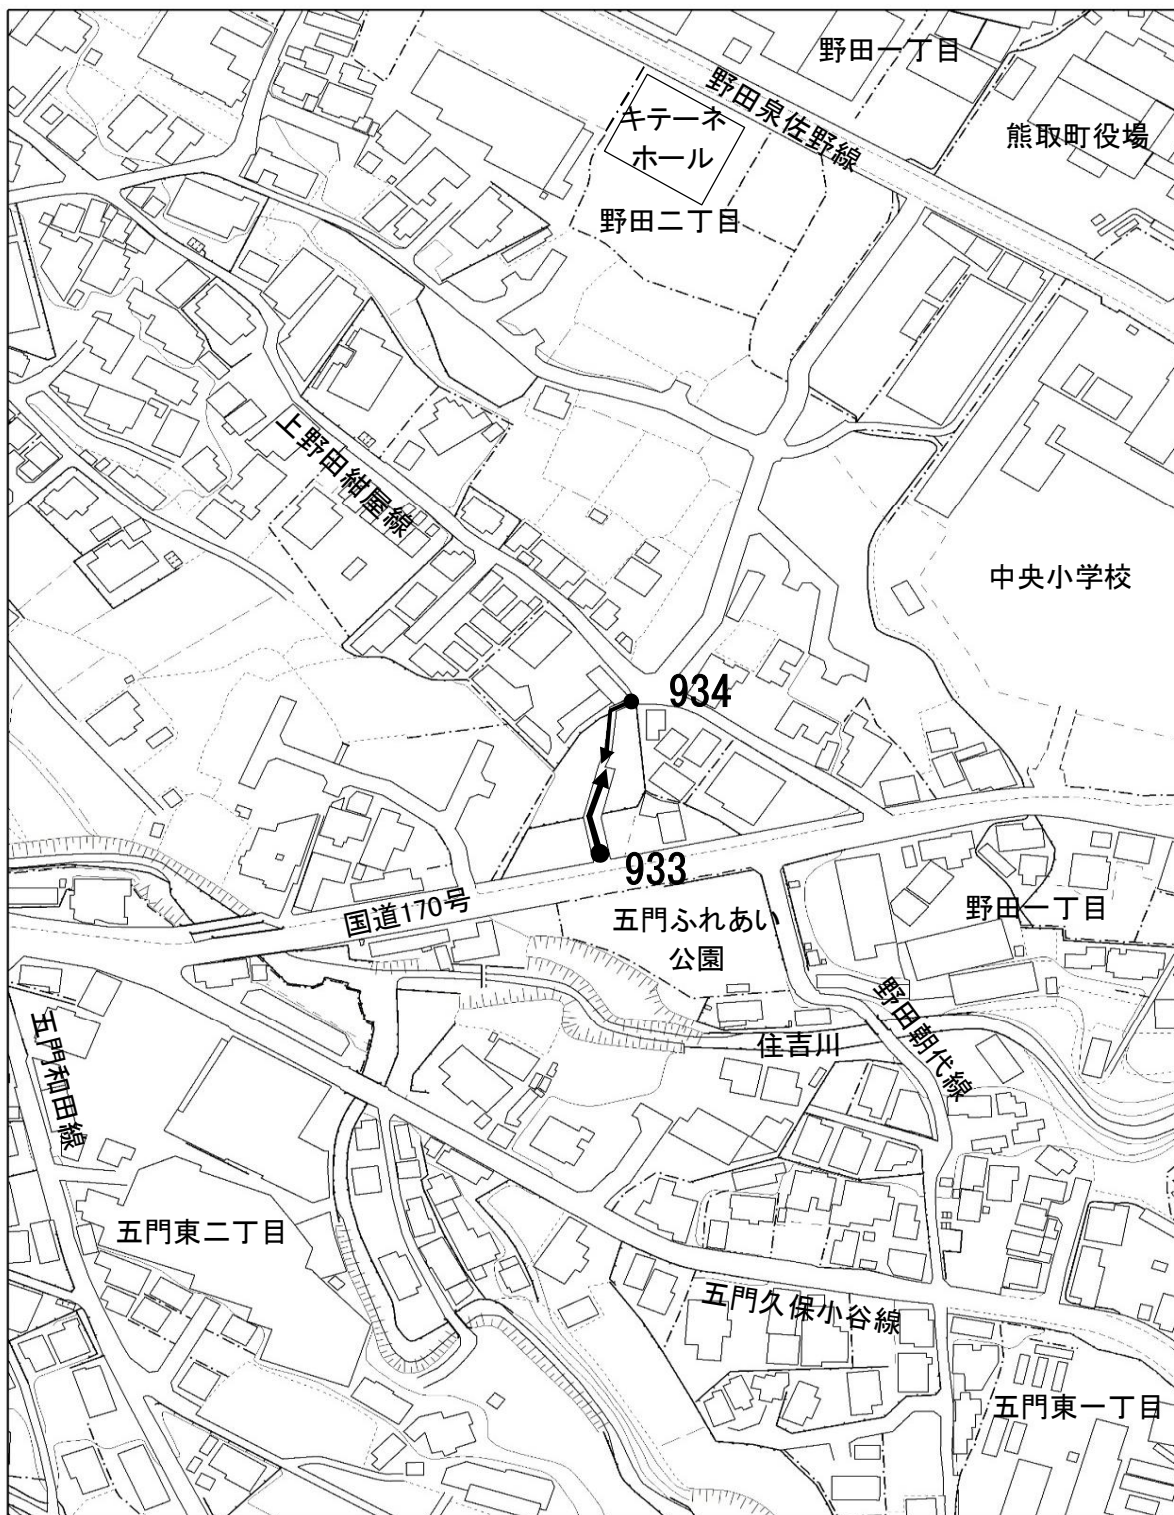 野田一丁目
野田泉佐野線
キテーネ
ホール
熊取町役場
野田二丁目
上野田紺屋線
中央小学校
934
933
国道170号
五門ふれあい
公園
野田一丁目
野田朝代線
住吉川
五門和田線
五門東二丁目
五門久保小谷線
五門東一丁目